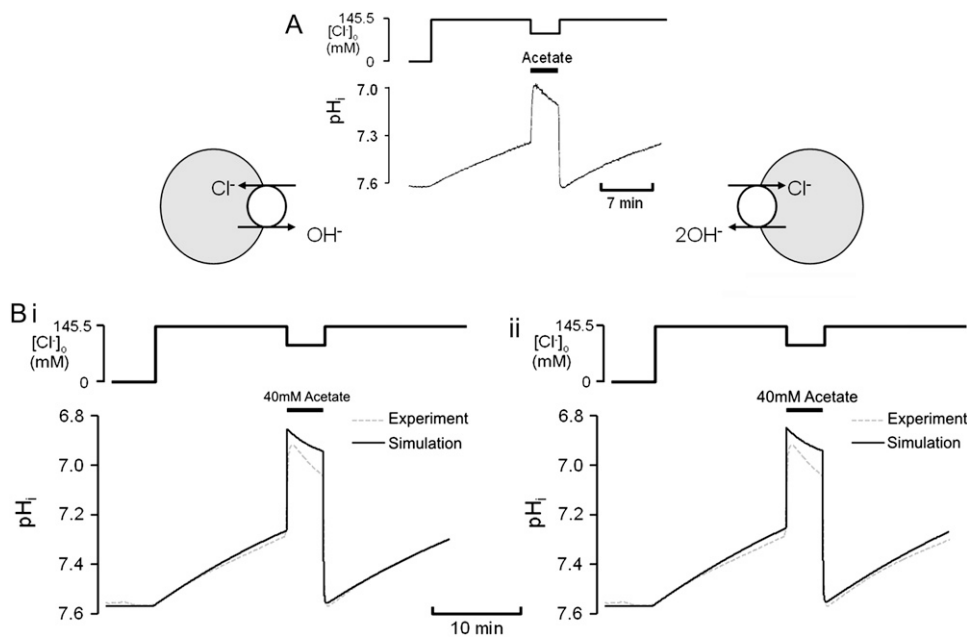 A
145.5
[Cl-]o
(mM)
0
Acetate
pHi
7.0
7.3
7.6
7 min
Cl-
OH-
Cl-
2OH-
B i
145.5
[Cl-]o
(mM)
0
40mM Acetate
6.8
7.0
7.2
7.4
7.6
pHi
Experiment
Simulation
10 min
ii
145.5
[Cl-]o
(mM)
0
40mM Acetate
6.8
7.0
7.2
7.4
7.6
pHi
Experiment
Simulation